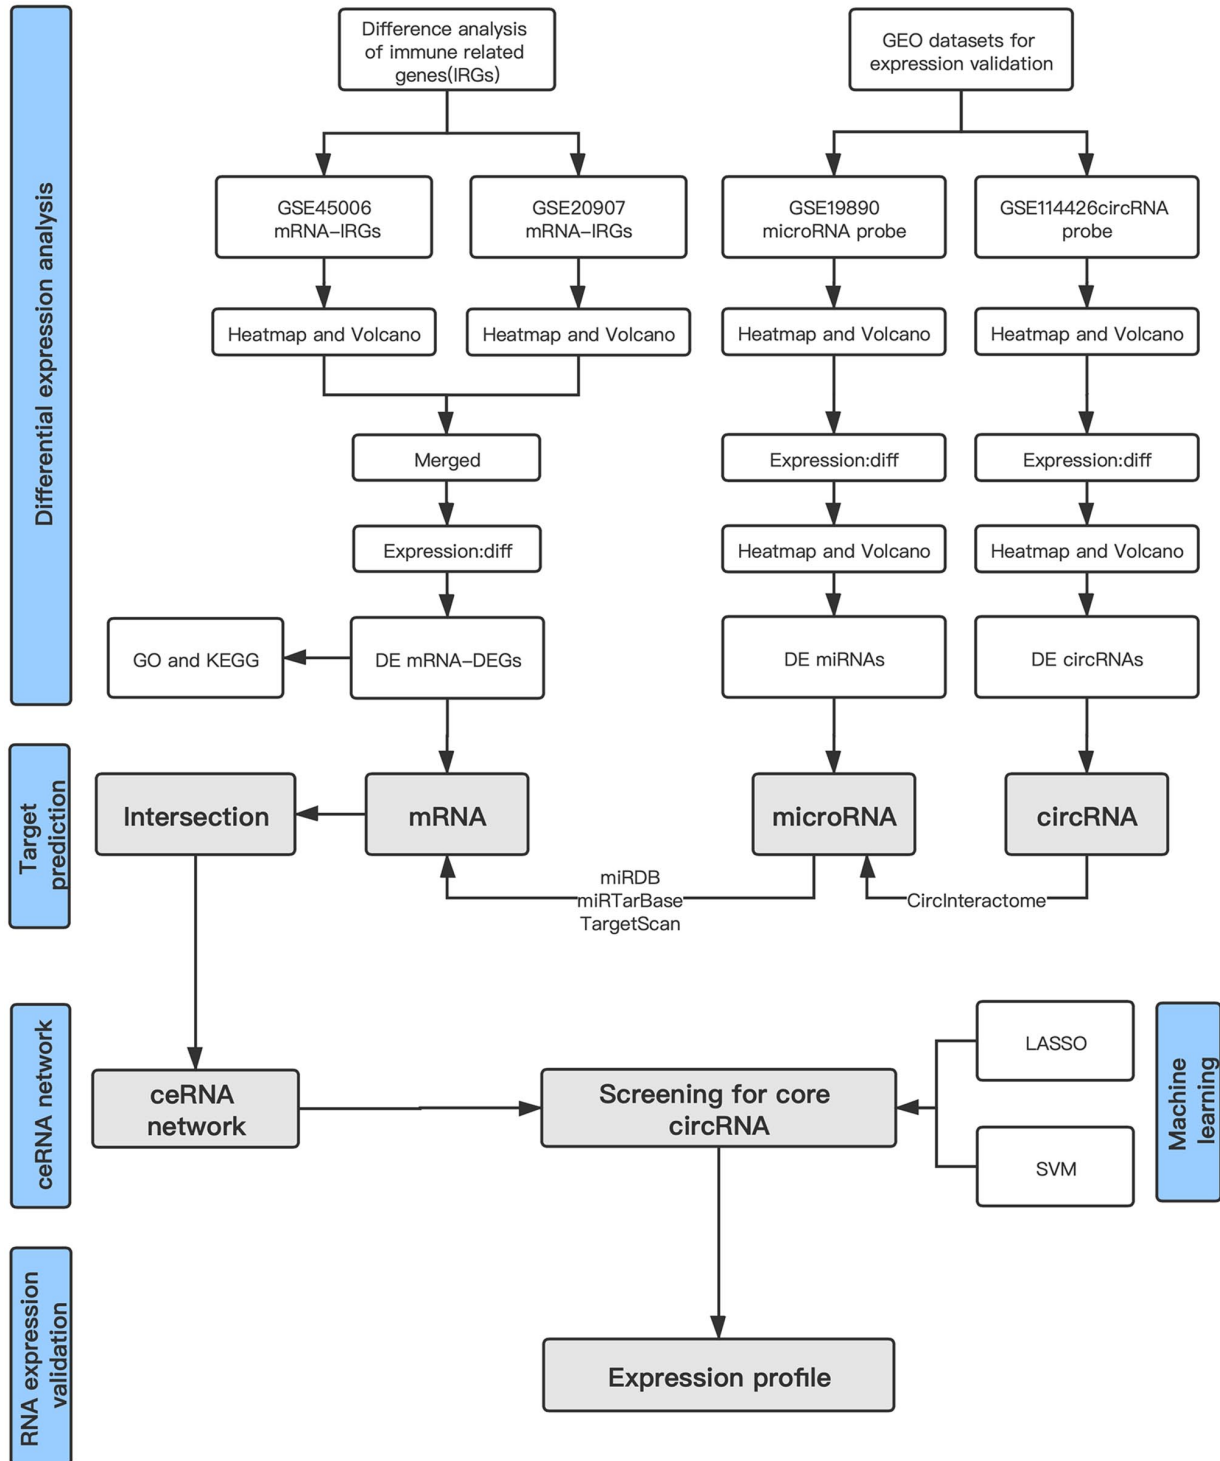 Differential expression analysis
Difference analysis
of immune related
genes(IRGs)
GEO datasets for
expression validation
GSE45006
mRNA-IRGs
GSE20907
mRNA-IRGs
GSE19890
microRNA probe
GSE114426circRNA
probe
Heatmap and Volcano
Heatmap and Volcano
Heatmap and Volcano
Heatmap and Volcano
Merged
Expression:diff
Expression:diff
Expression:diff
Heatmap and Volcano
Heatmap and Volcano
GO and KEGG
DE mRNA-DEGs
DE miRNAs
DE circRNAs
Target
prediction
Intersection
mRNA
microRNA
circRNA
miRDB
miRTarBase
TargetScan
CircInteractome
ceRNA network
ceRNA
network
Screening for core
circRNA
LASSO
SVM
Machine
learning
RNA expression
validation
Expression profile